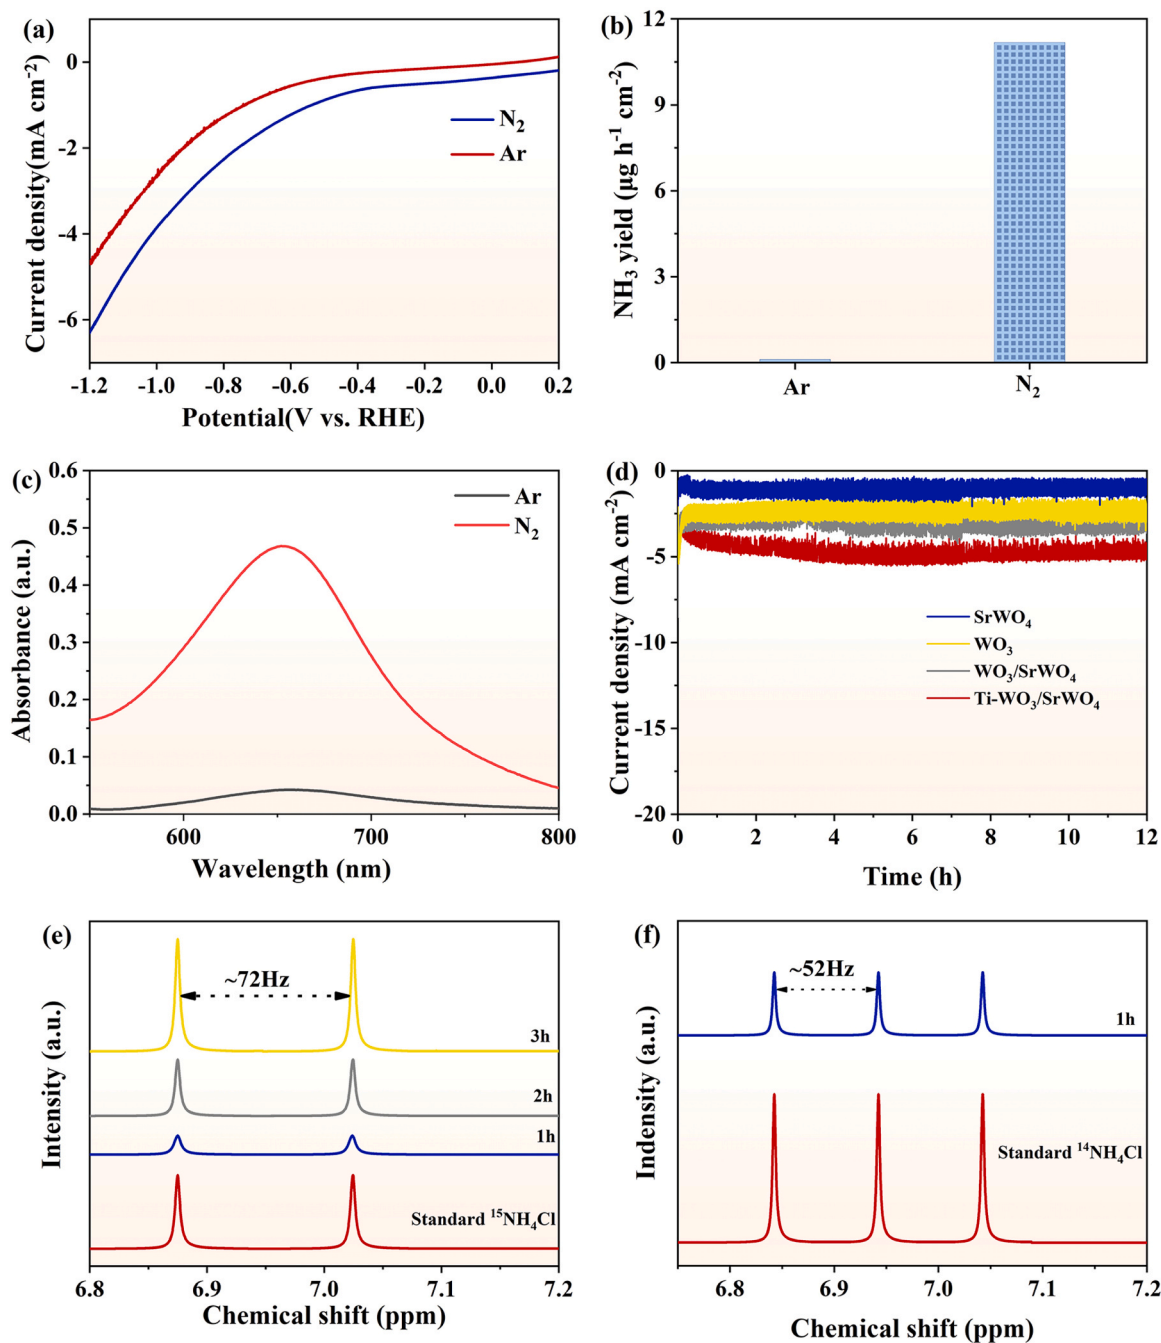 (a)
0
-2
-4
-6
Current density(mA cm⁻²)
N₂
Ar
-1.2 -1.0 -0.8 -0.6 -0.4 -0.2 0.0 0.2
Potential(V vs. RHE)
(b)
12
9
6
3
0
NH₃ yield (µg h⁻¹ cm⁻²)
Ar N₂
(c)
0.6
0.5
0.4
0.3
0.2
0.1
0.0
Absorbance (a.u.)
Ar
N₂
600 700 800
Wavelength (nm)
(d)
0
-5
-10
-15
-20
Current density (mA cm⁻²)
SrWO₄
WO₃
WO₃/SrWO₄
Ti-WO₃/SrWO₄
0 2 4 6 8 10 12
Time (h)
(e)
~72Hz
3h
2h
1h
Standard ¹⁵NH₄Cl
Intensity (a.u.)
6.8 6.9 7.0 7.1 7.2
Chemical shift (ppm)
(f)
~52Hz
1h
Standard ¹⁴NH₄Cl
Indensity (a.u.)
6.8 6.9 7.0 7.1 7.2
Chemical shift (ppm)